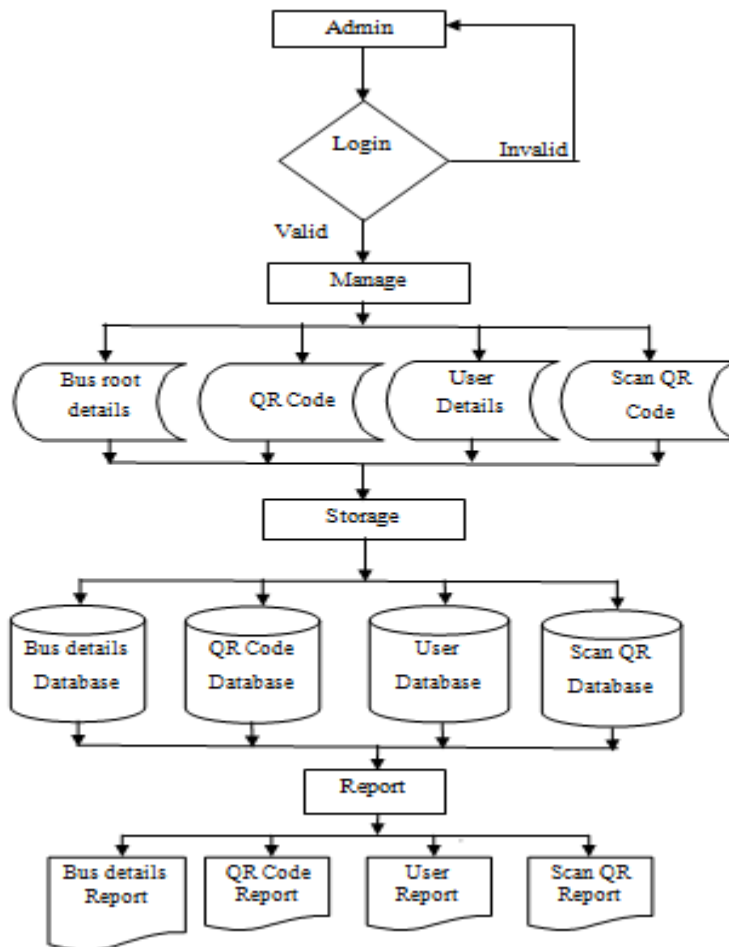 Admin
Login
Invalid
Valid
Manage
Bus root
details
QR Code
User
Details
Scan QR
Code
Storage
Bus details
Database
QR Code
Database
User
Database
Scan QR
Database
Report
Bus details
Report
QR Code
Report
User
Report
Scan QR
Report